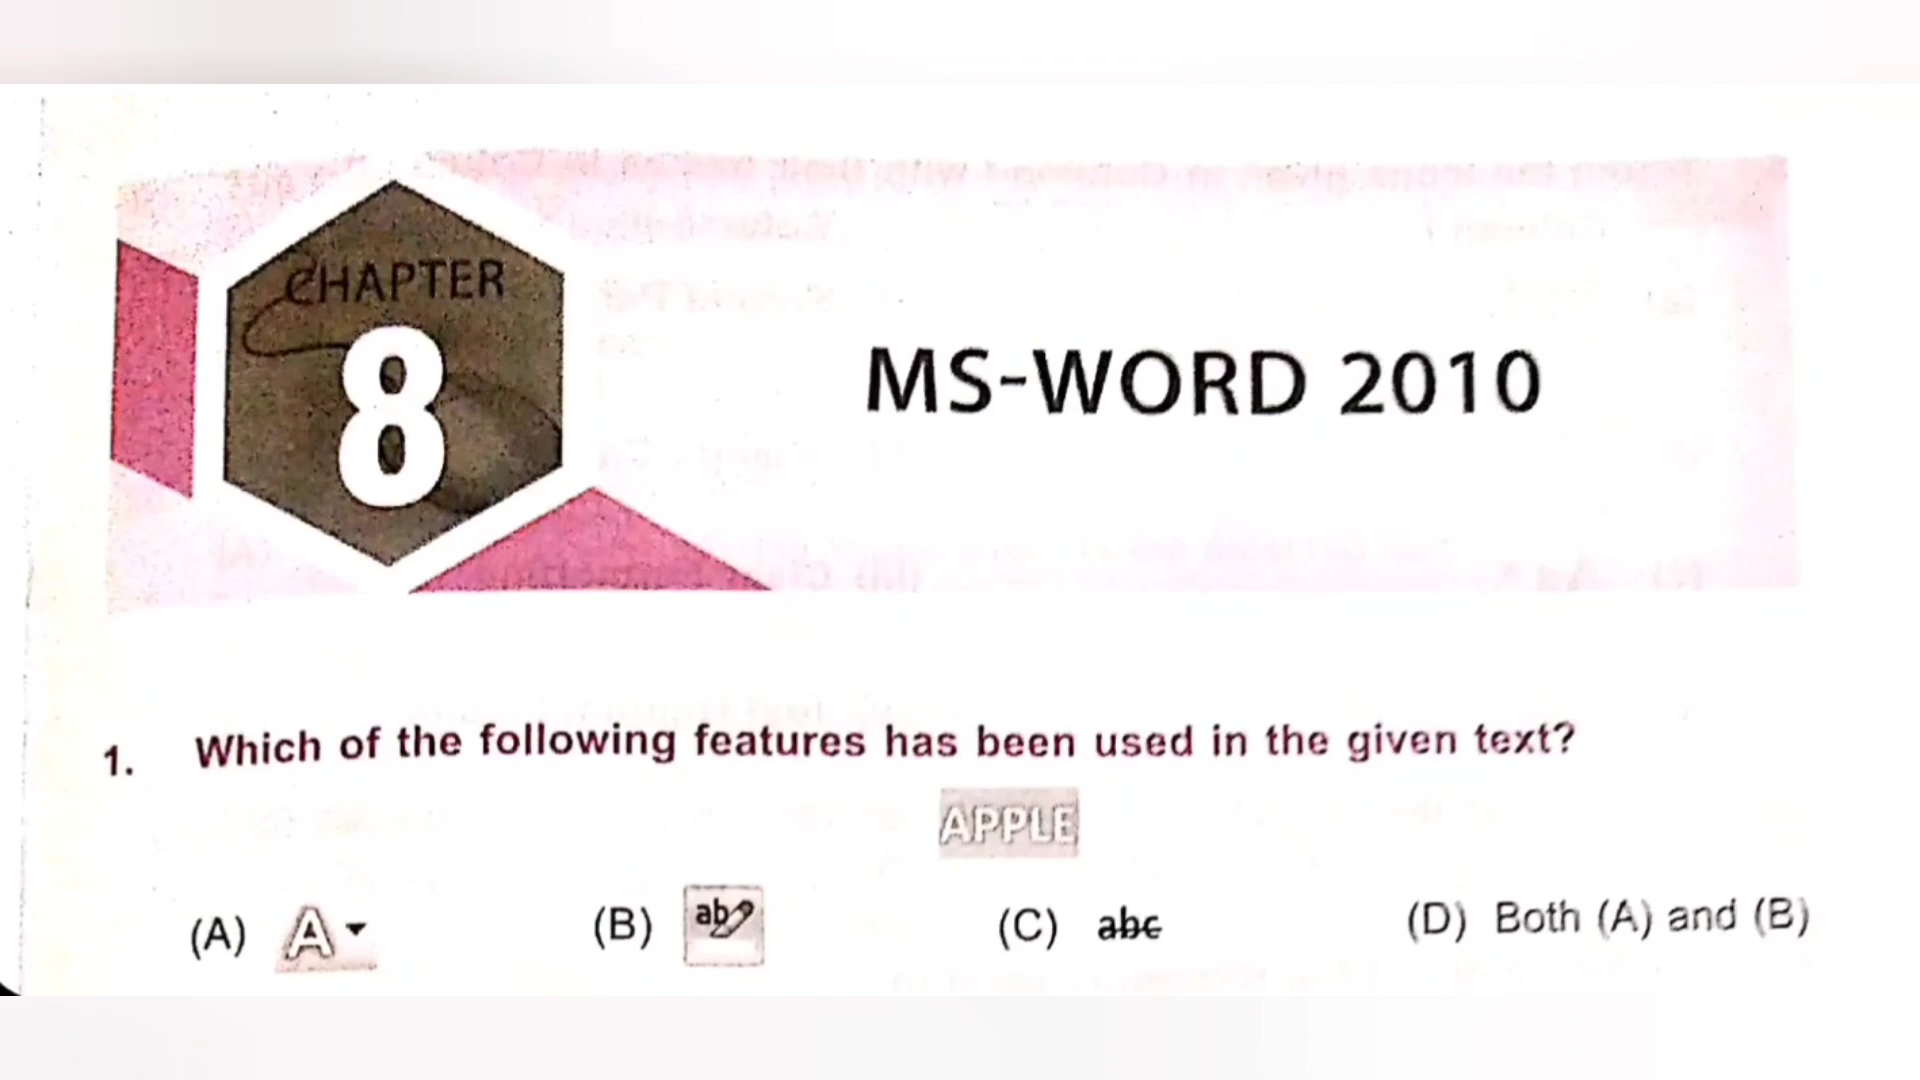 CHAPTER
8
MS-WORD 2010
1. Which of the following features has been used in the given text?
APPLE
(A) A (B) ab (C) abc (D) Both (A) and (B)